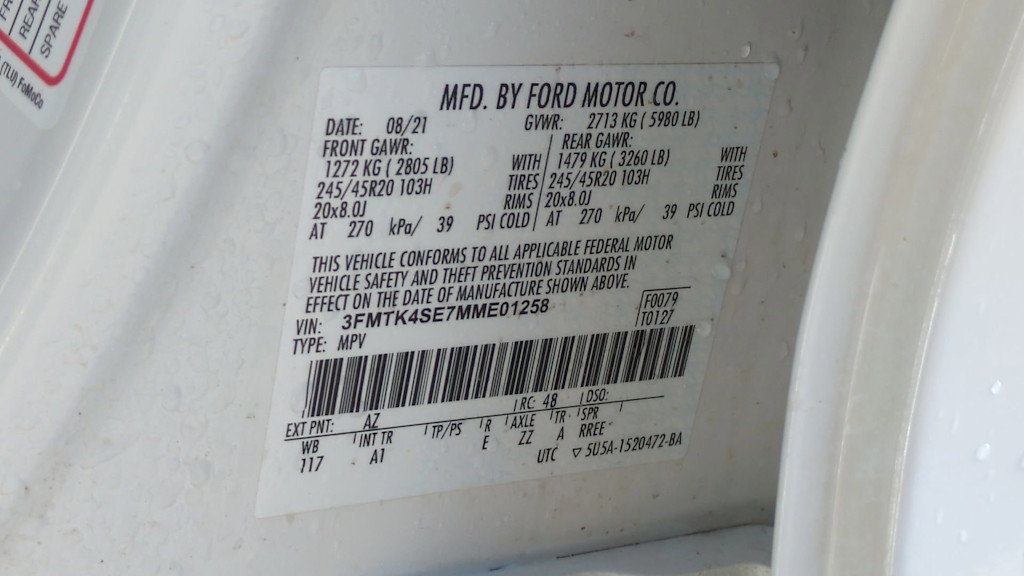 REAR
SPARE
(TLU) FoMoCo
MFD. BY FORD MOTOR CO.
DATE: 08/21 GVWR: 2713 KG ( 5980 LB)
FRONT GAWR: REAR GAWR:
1272 KG ( 2805 LB) WITH 1479 KG ( 3260 LB) WITH
245/45R20 103H TIRES 245/45R20 103H TIRES
20x8.0J RIMS 20x8.0J RIMS
AT 270 kPa/ 39 PSI COLD AT 270 kPa/ 39 PSI COLD
THIS VEHICLE CONFORMS TO ALL APPLICABLE FEDERAL MOTOR
VEHICLE SAFETY AND THEFT PREVENTION STANDARDS IN
EFFECT ON THE DATE OF MANUFACTURE SHOWN ABOVE.
VIN: 3FMTK4SE7MME01258 F0079
TYPE: MPV T0127
EXT PNT: AZ RC: 48 DSO:
WB INT TR TP/PS R AXLE TR SPR
117 A1 E ZZ A RREE
UTC ▽ 5U5A-1520472-BA